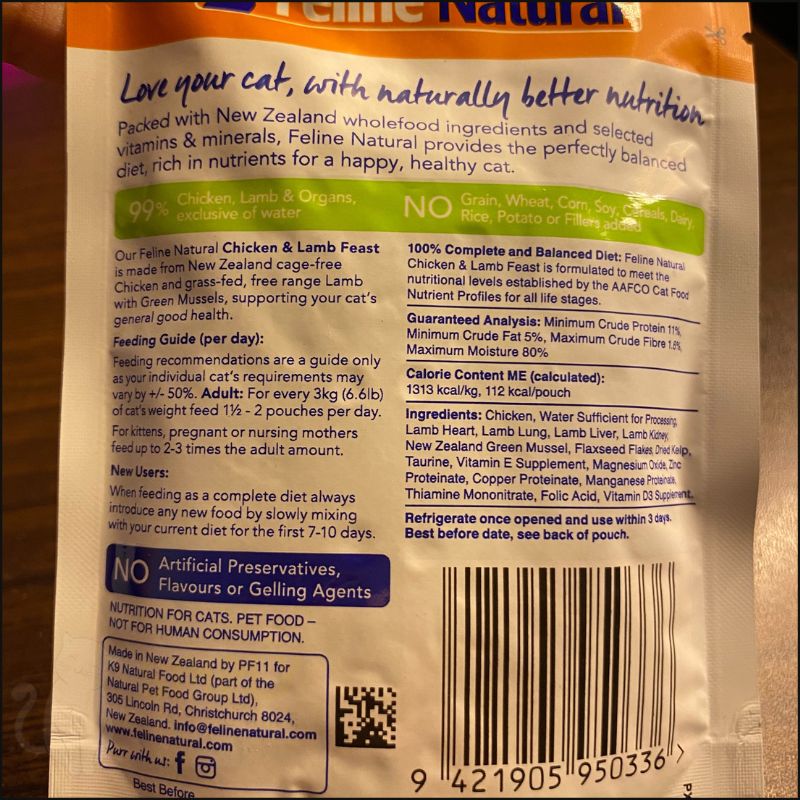 Feline Natural
Love your cat, with naturally better nutrition
Packed with New Zealand wholefood ingredients and selected
vitamins & minerals, Feline Natural provides the perfectly balanced
diet, rich in nutrients for a happy, healthy cat.
99% Chicken, Lamb & Organs,
exclusive of water
NO Grain, Wheat, Corn, Soy, Cereals, Dairy,
Rice, Potato or Fillers added
Our Feline Natural Chicken & Lamb Feast
is made from New Zealand cage-free
Chicken and grass-fed, free range Lamb
with Green Mussels, supporting your cat's
general good health.
Feeding Guide (per day):
Feeding recommendations are a guide only
as your individual cat's requirements may
vary by +/- 50%. Adult: For every 3kg (6.6lb)
of cat's weight feed 1½ - 2 pouches per day.
For kittens, pregnant or nursing mothers
feed up to 2-3 times the adult amount.
New Users:
When feeding as a complete diet always
introduce any new food by slowly mixing
with your current diet for the first 7-10 days.
NO Artificial Preservatives,
Flavours or Gelling Agents
NUTRITION FOR CATS. PET FOOD –
NOT FOR HUMAN CONSUMPTION.
Made in New Zealand by PF11 for
K9 Natural Food Ltd (part of the
Natural Pet Food Group Ltd),
305 Lincoln Rd, Christchurch 8024,
New Zealand. info@felinenatural.com
www.felinenatural.com
Purr with us:
Best Before
100% Complete and Balanced Diet: Feline Natural
Chicken & Lamb Feast is formulated to meet the
nutritional levels established by the AAFCO Cat Food
Nutrient Profiles for all life stages.
Guaranteed Analysis: Minimum Crude Protein 11%,
Minimum Crude Fat 5%, Maximum Crude Fibre 1.8%,
Maximum Moisture 80%
Calorie Content ME (calculated):
1313 kcal/kg, 112 kcal/pouch
Ingredients: Chicken, Water Sufficient for Processing,
Lamb Heart, Lamb Lung, Lamb Liver, Lamb Kidney,
New Zealand Green Mussel, Flaxseed Flakes, Dried Kelp,
Taurine, Vitamin E Supplement, Magnesium Oxide, Zinc
Proteinate, Copper Proteinate, Manganese Proteinate,
Thiamine Mononitrate, Folic Acid, Vitamin D3 Supplement.
Refrigerate once opened and use within 3 days.
Best before date, see back of pouch.
9 421905 950336 >